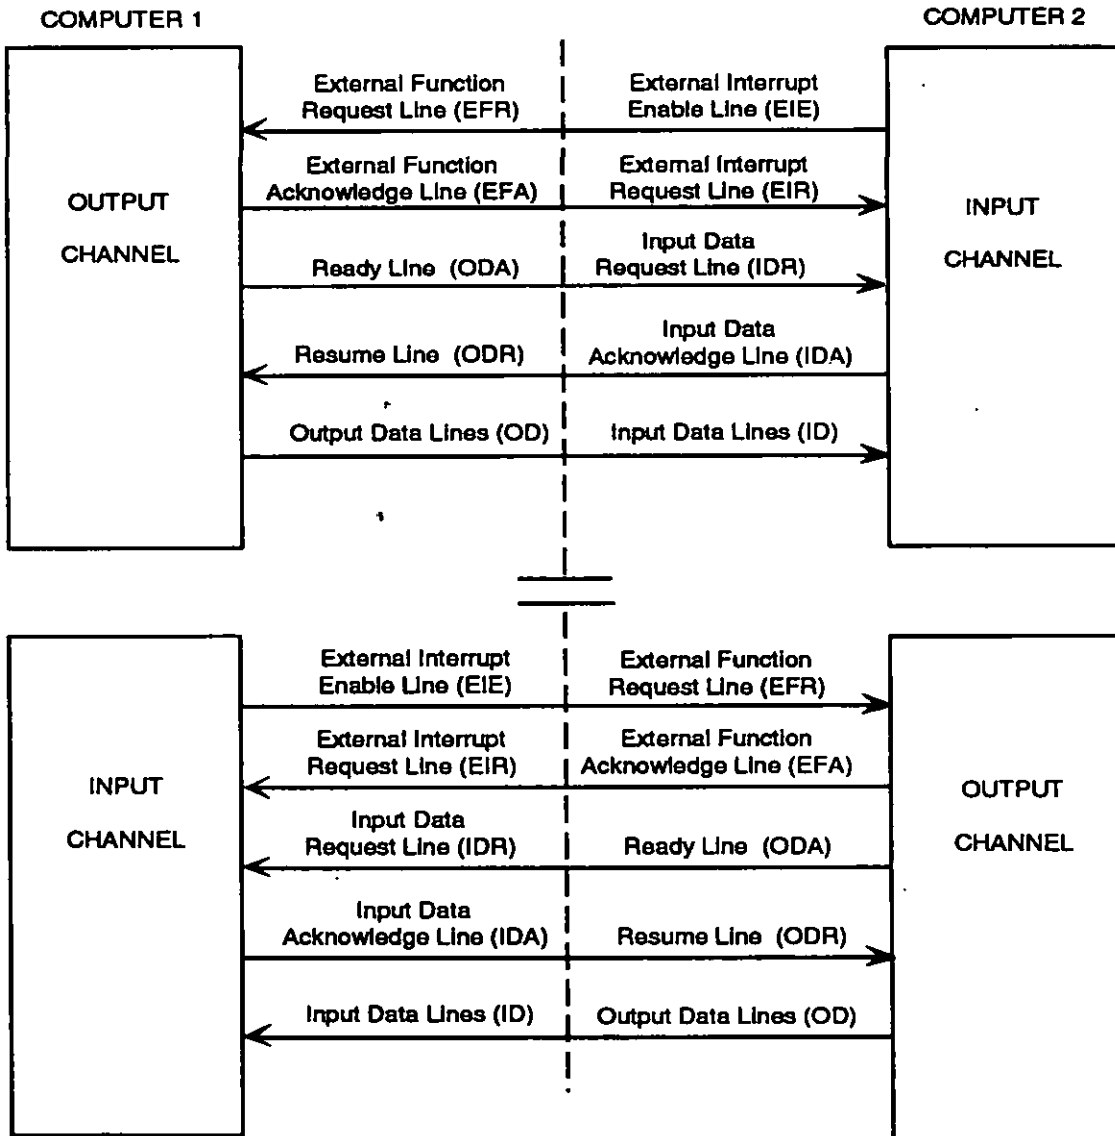 COMPUTER 1
COMPUTER 2
External Function
Request Line (EFR)
External Interrupt
Enable Line (EIE)
External Function
Acknowledge Line (EFA)
External Interrupt
Request Line (EIR)
OUTPUT
CHANNEL
INPUT
CHANNEL
Ready Line (ODA)
Input Data
Request Line (IDR)
Resume Line (ODR)
Input Data
Acknowledge Line (IDA)
Output Data Lines (OD)
Input Data Lines (ID)
External Interrupt
Enable Line (EIE)
External Function
Request Line (EFR)
External Interrupt
Request Line (EIR)
External Function
Acknowledge Line (EFA)
INPUT
CHANNEL
OUTPUT
CHANNEL
Input Data
Request Line (IDR)
Ready Line (ODA)
Input Data
Acknowledge Line (IDA)
Resume Line (ODR)
Input Data Lines (ID)
Output Data Lines (OD)